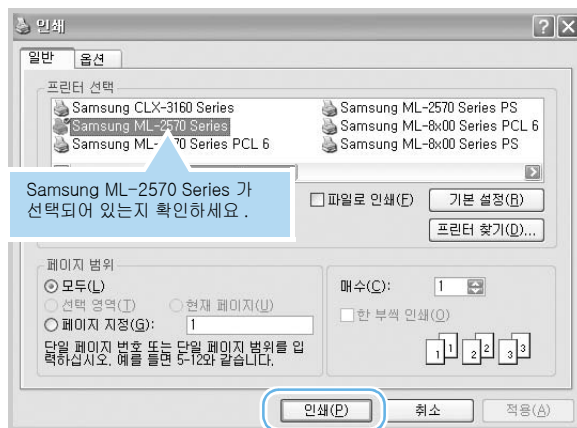 인쇄
일반 옵션
프린터 선택
Samsung CLX-3160 Series
Samsung ML-2570 Series
Samsung ML-2570 Series PS
Samsung ML-8x00 Series PCL 6
Samsung ML-8x00 Series PS
Samsung ML-2570 Series 가
선택되어 있는지 확인하세요 .
파일로 인쇄(F) 기본 설정(R)
프린터 찾기(D)...
페이지 범위
모두(L)
선택 영역(T) 현재 페이지(U)
페이지 지정(G): 1
단일 페이지 번호 또는 단일 페이지 범위를 입
력하십시오. 예를 들면 5-12와 같습니다.
매수(C): 1
한 부씩 인쇄(O)
1 1 2 2 3 3
인쇄(P) 취소 적용(A)